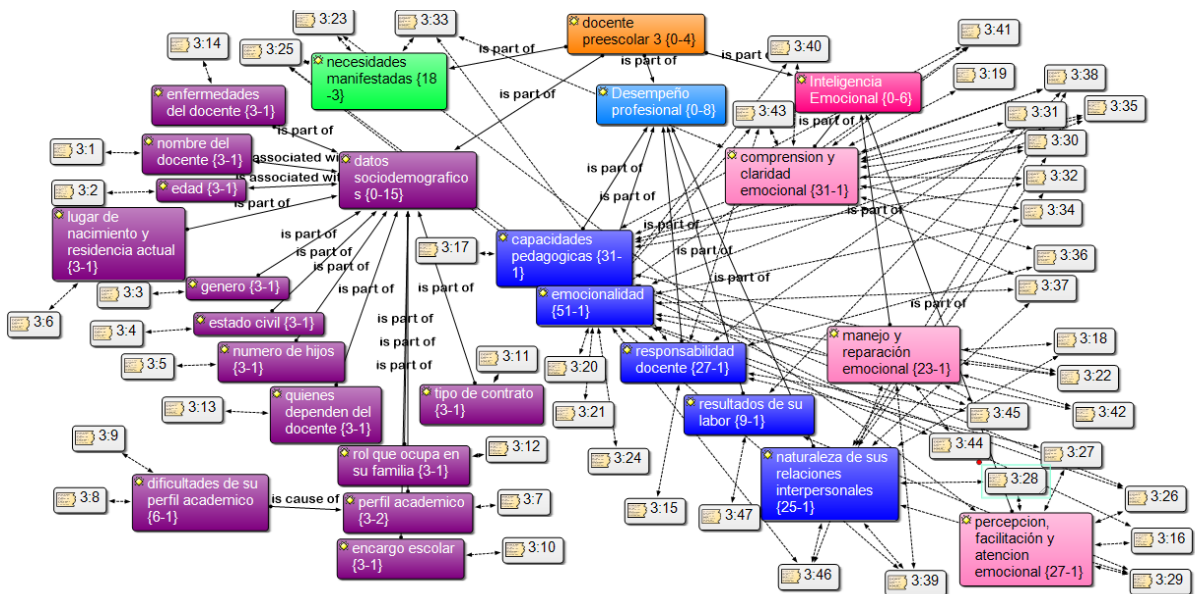 3:23
3:33
docente
preescolar 3 {0-4}
3:14
3:25
necesidades
manifestadas {18
-3}
is part of
is part of
is part of
3:40
3:41
enfermedades
del docente {3-1}
is part of
Desempeño
profesional {0-8}
Inteligencia
Emocional {0-6}
3:19
3:38
3:43
3:31
3:35
is part of
is part of
3:1
nombre del
docente {3-1}
associated wi
datos
sociodemografico
s {0-15}
3:30
comprension y
claridad
emocional {31-1}
3:2
edad {3-1}
is associated wit
is part of
is part of
3:32
lugar de
nacimiento y
residencia actual
{3-1}
is part of
3:34
3:17
capacidades
pedagogicas {31-
1}
is part of
is part of
is part of
3:36
3:3
genero {3-1}
emocionalidad
{51-1}
is part of
3:37
3:6
3:4
estado civil {3-1}
is part of
is part of
is part of
manejo y
reparación
emocional {23-1}
3:18
3:5
numero de hijos
{3-1}
3:11
3:20
responsabilidad
docente {27-1}
3:22
3:13
quienes
dependen del
docente {3-1}
tipo de contrato
{3-1}
3:21
resultados de su
labor {9-1}
3:45
3:42
3:9
rol que ocupa en
su familia {3-1}
3:12
3:24
naturaleza de sus
relaciones
interpersonales
{25-1}
3:44
3:27
3:8
dificultades de su
perfil academico
{6-1}
is cause of
perfil academico
{3-2}
3:7
3:15
3:47
3:28
3:26
percepcion,
facilitación y
atencion
emocional {27-1}
3:16
encargo escolar
{3-1}
3:10
3:46
3:39
3:29